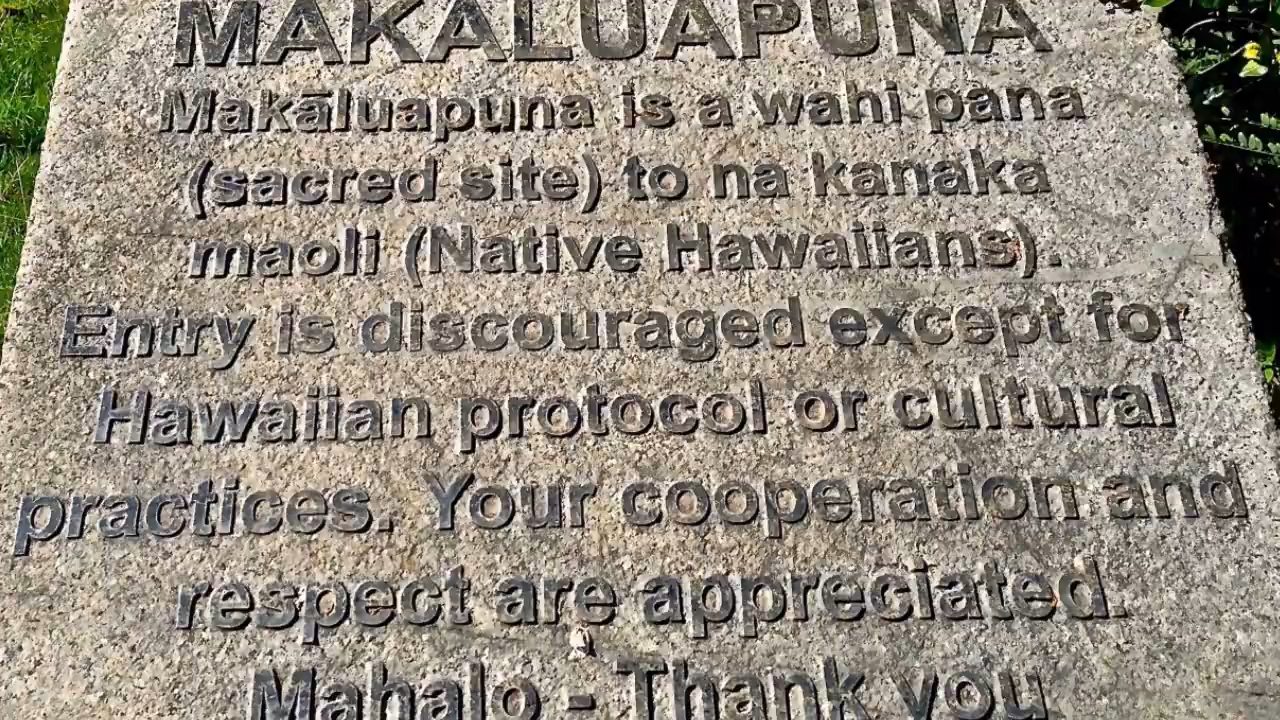 MAKALUAPUNA
Makāluapuna is a wahi pana
(sacred site) to na kanaka
maoli (Native Hawaiians).
Entry is discouraged except for
Hawaiian protocol or cultural
practices. Your cooperation and
respect are appreciated.
Mahalo - Thank you